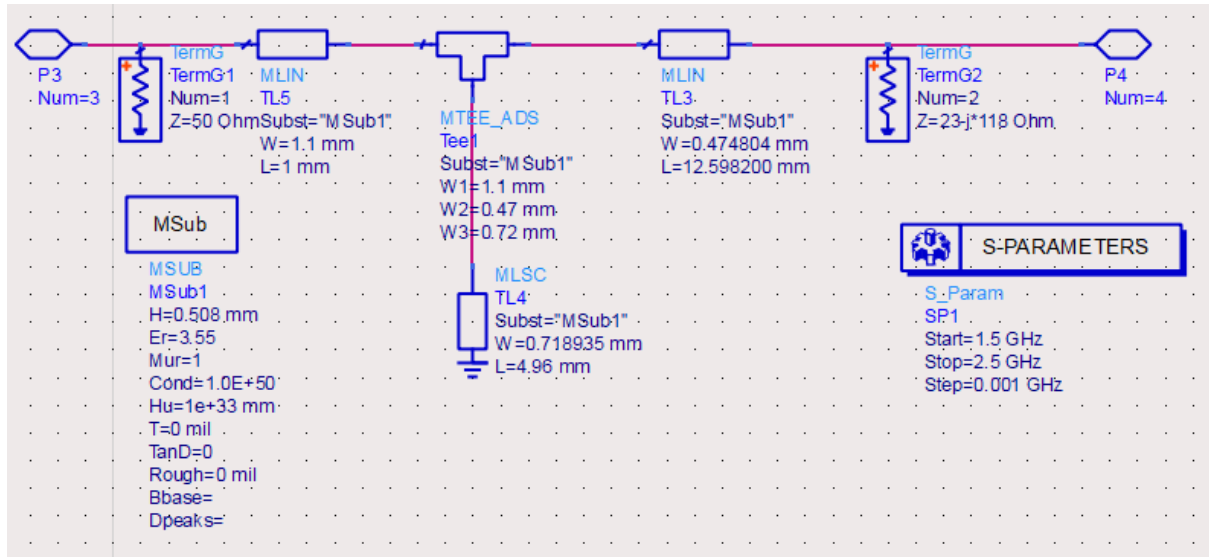 P3
Num=3
TermG
TermG1
Num=1
Z=50 Ohm
MLIN
TL5
Subst="MSub1"
W=1.1 mm
L=1 mm
MTEE_ADS
Tee1
Subst="MSub1"
W1=1.1 mm
W2=0.47 mm
W3=0.72 mm
MLIN
TL3
Subst="MSub1"
W=0.474804 mm
L=12.598200 mm
TermG
TermG2
Num=2
Z=23-j*118 Ohm
P4
Num=4
MSub
MSUB
MSub1
H=0.508 mm
Er=3.55
Mur=1
Cond=1.0E+50
Hu=1e+33 mm
T=0 mil
TanD=0
Rough=0 mil
Bbase=
Dpeaks=
MLSC
TL4
Subst="MSub1"
W=0.718935 mm
L=4.96 mm
S-PARAMETERS
S_Param
SP1
Start=1.5 GHz
Stop=2.5 GHz
Step=0.001 GHz